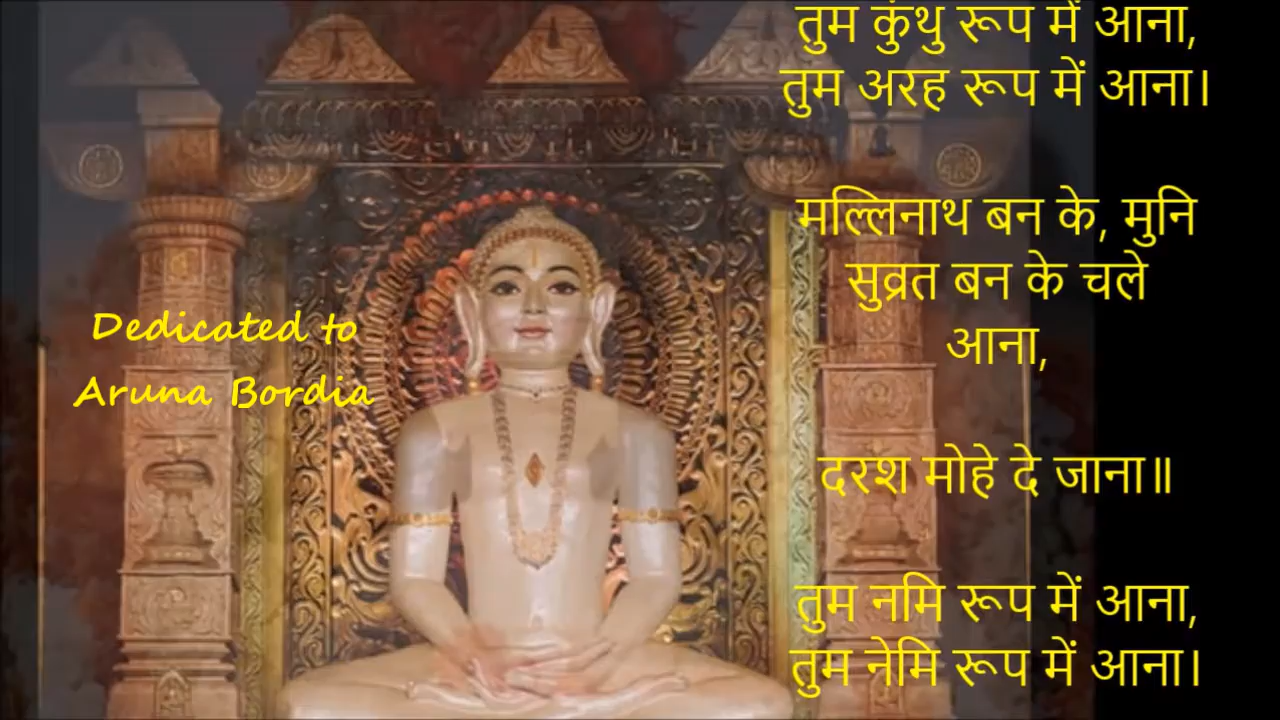 Dedicated to
Aruna Bordia
तुम कुंथु रूप में आना,
तुम अरह रूप में आना।
मल्लिनाथ बन के, मुनि
सुव्रत बन के चले
आना,
दरश मोहे दे जाना॥
तुम नमि रूप में आना,
तुम नेमि रूप में आना।